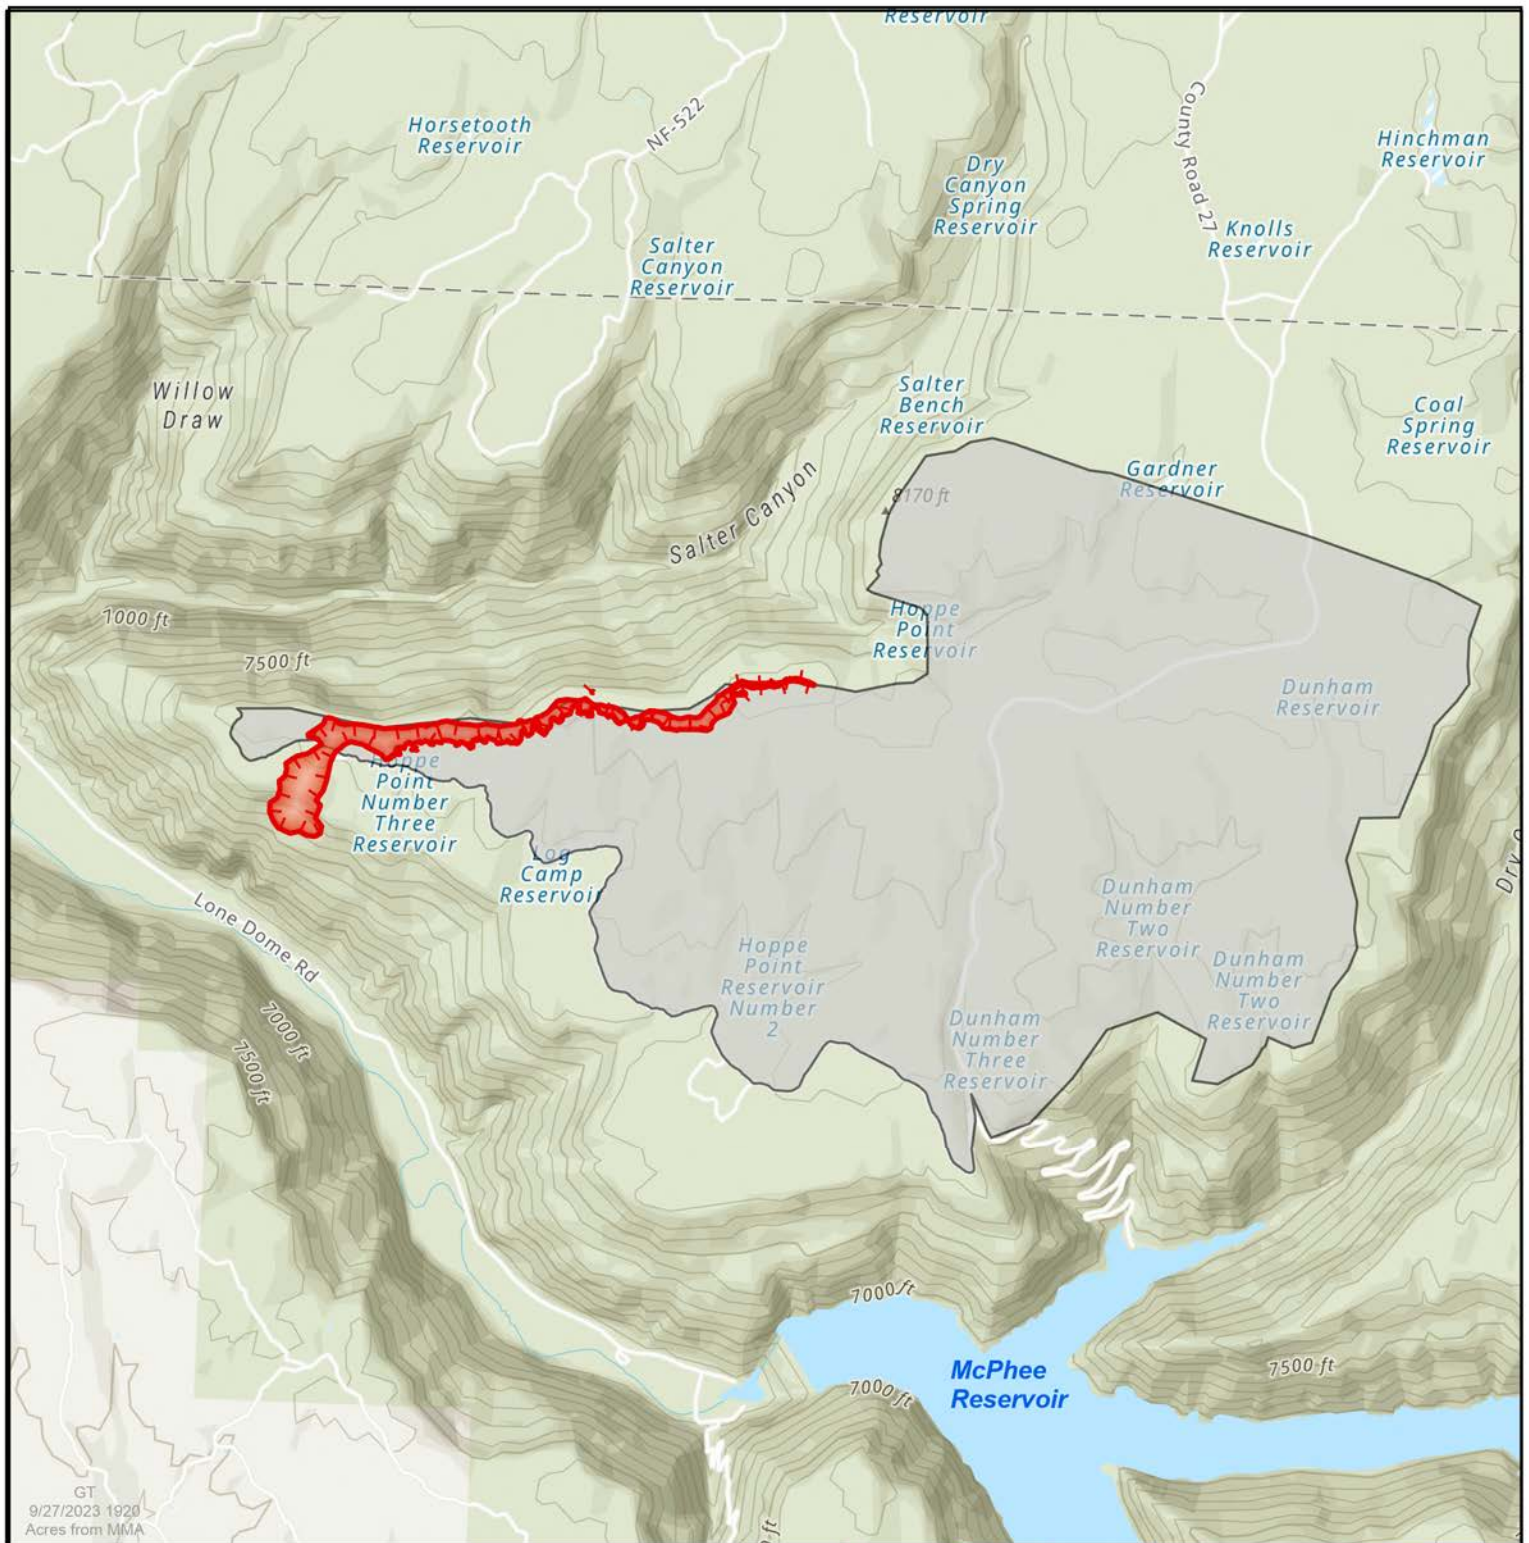 Reservoir
Horsetooth
Reservoir
NF-522
County Road 27
Hinchman
Reservoir
Dry
Canyon
Spring
Reservoir
Knolls
Reservoir
Salter
Canyon
Reservoir
Willow
Draw
Salter
Bench
Reservoir
Coal
Spring
Reservoir
Gardner
Reservoir
8170 ft
Salter Canyon
Hoppe
Point
Reservoir
7500 ft
Dunham
Reservoir
Hoppe
Point
Number
Three
Reservoir
Log
Camp
Reservoir
Lone Dome Rd
Dunham
Number
Two
Reservoir
Hoppe
Point
Reservoir
Number
2
Dunham
Number
Two
Reservoir
Dunham
Number
Three
Reservoir
7000 ft
7500 ft
7000 ft
McPhee
Reservoir
7500 ft
7000 ft
GT
9/27/2023 1920
Acres from MMA
ft
Dry